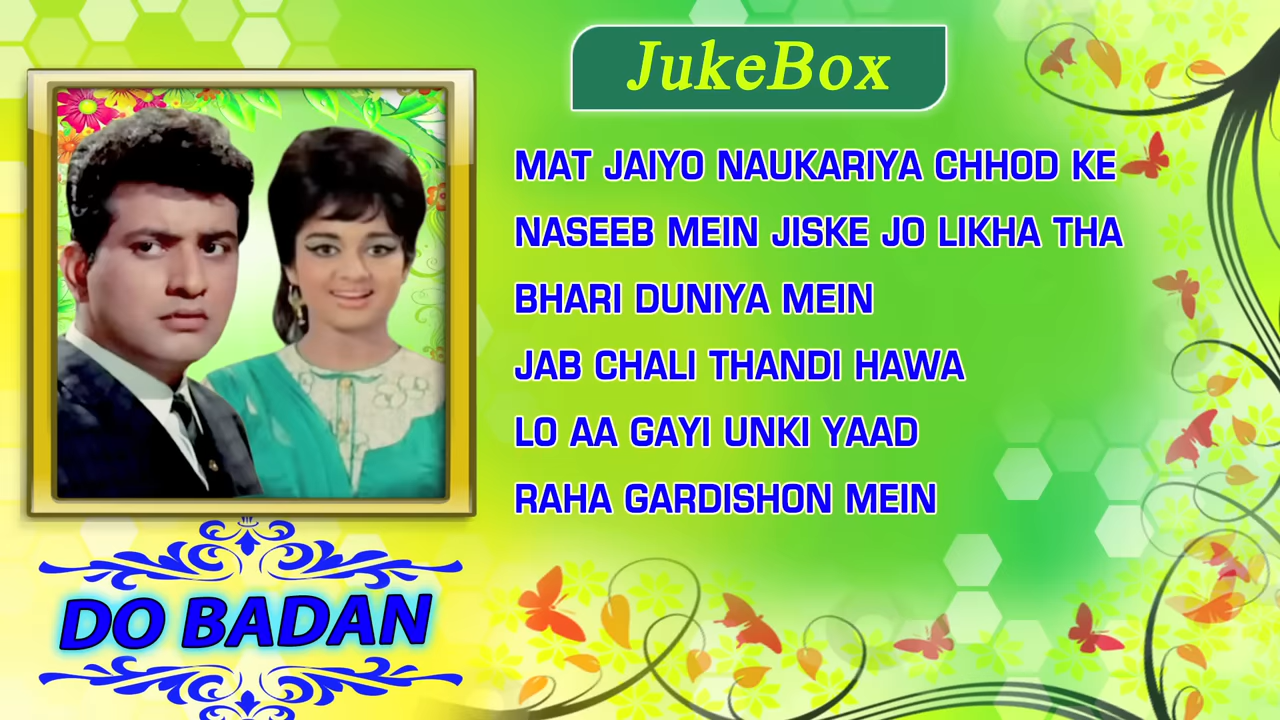 JukeBox
MAT JAIYO NAUKARIYA CHHOD KE
NASEEB MEIN JISKE JO LIKHA THA
BHARI DUNIYA MEIN
JAB CHALI THANDI HAWA
LO AA GAYI UNKI YAAD
RAHA GARDISHON MEIN
DO BADAN